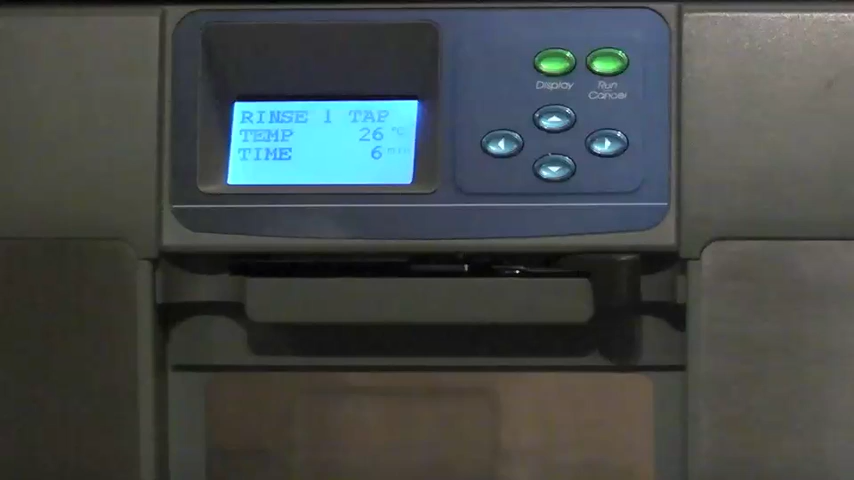 RINSE 1 TAP
TEMP 26 °C
TIME 6 min
Display
Run
Cancel